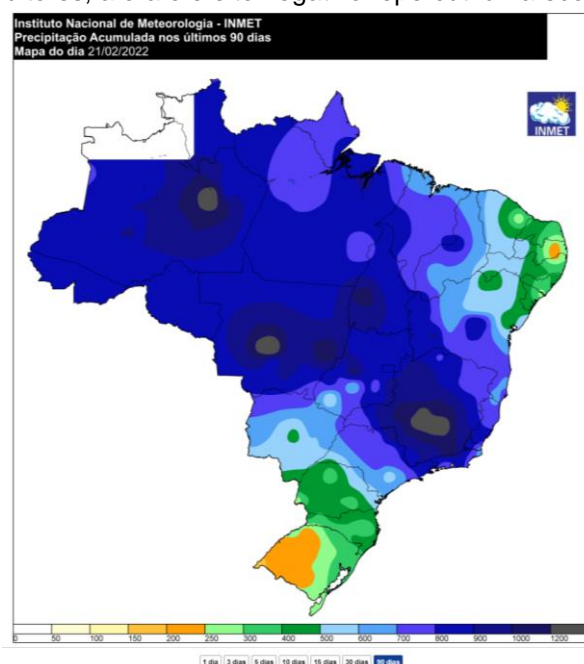 Instituto Nacional de Meteorologia - INMET
Precipitação Acumulada nos últimos 90 dias
Mapa do dia 21/02/2022
INMET
0 50 100 150 200 250 300 400 500 600 700 800 900 1000 1200
1 dia 3 dias 5 dias 10 dias 15 dias 30 dias 90 dias